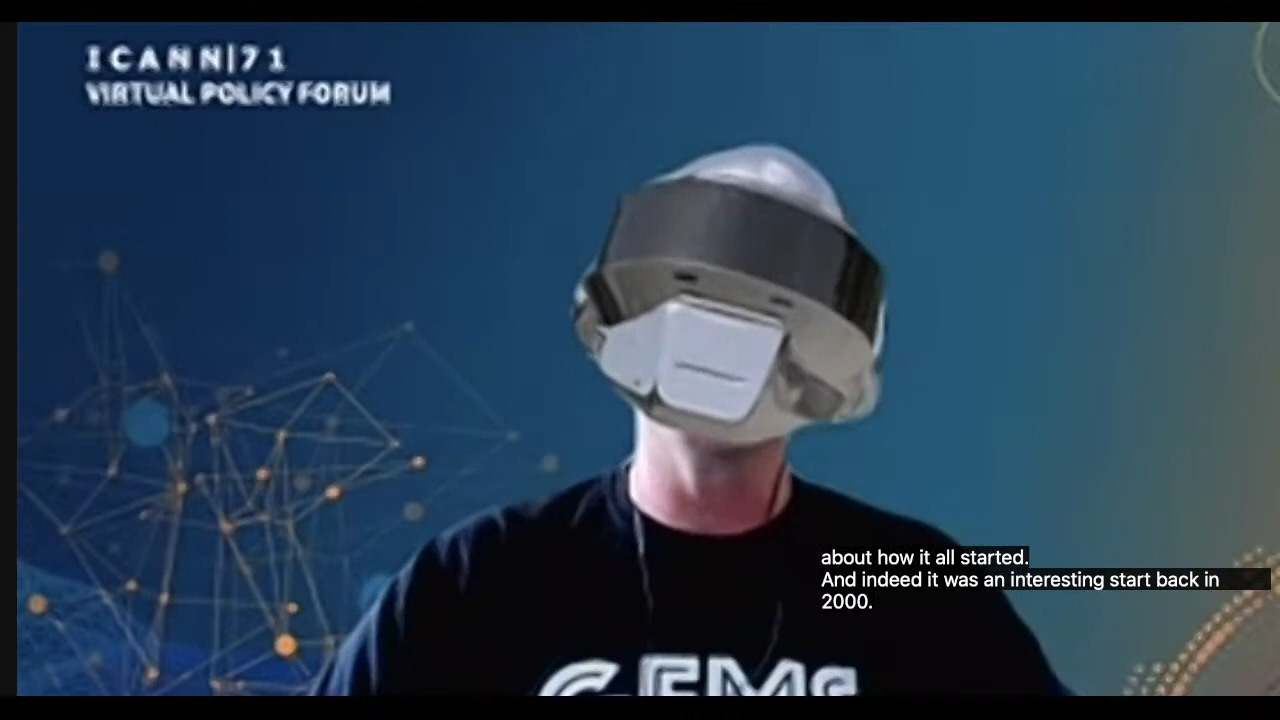 ICANN|71
VIRTUAL POLICY FORUM
about how it all started.
And indeed it was an interesting start back in
2000.
GEMs